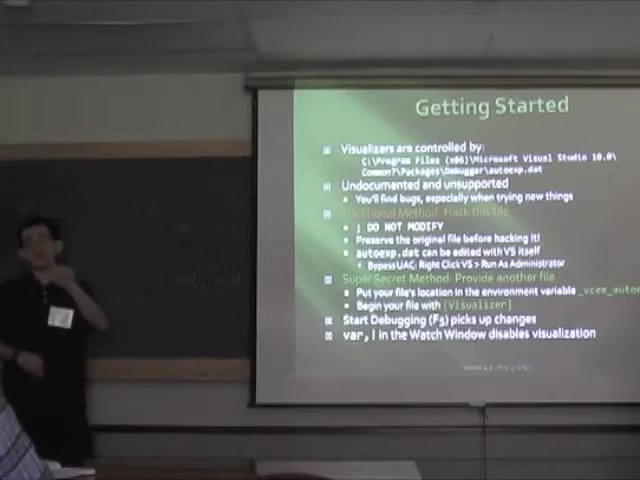 Getting Started
Visualizers are controlled by:
C:\Program Files (x86)\Microsoft Visual Studio 10.0\
Common7\Packages\Debugger\autoexp.dat
Undocumented and unsupported
You'll find bugs, especially when trying new things
Traditional Method: Hack this file
; DO NOT MODIFY
Preserve the original file before hacking it!
autoexp.dat can be edited with VS itself
Bypass UAC: Right Click VS > Run As Administrator
Super Secret Method: Provide another file
Put your file's location in the environment variable _vcee_autoe
Begin your file with [Visualizer]
Start Debugging (F5) picks up changes
var,! in the Watch Window disables visualization